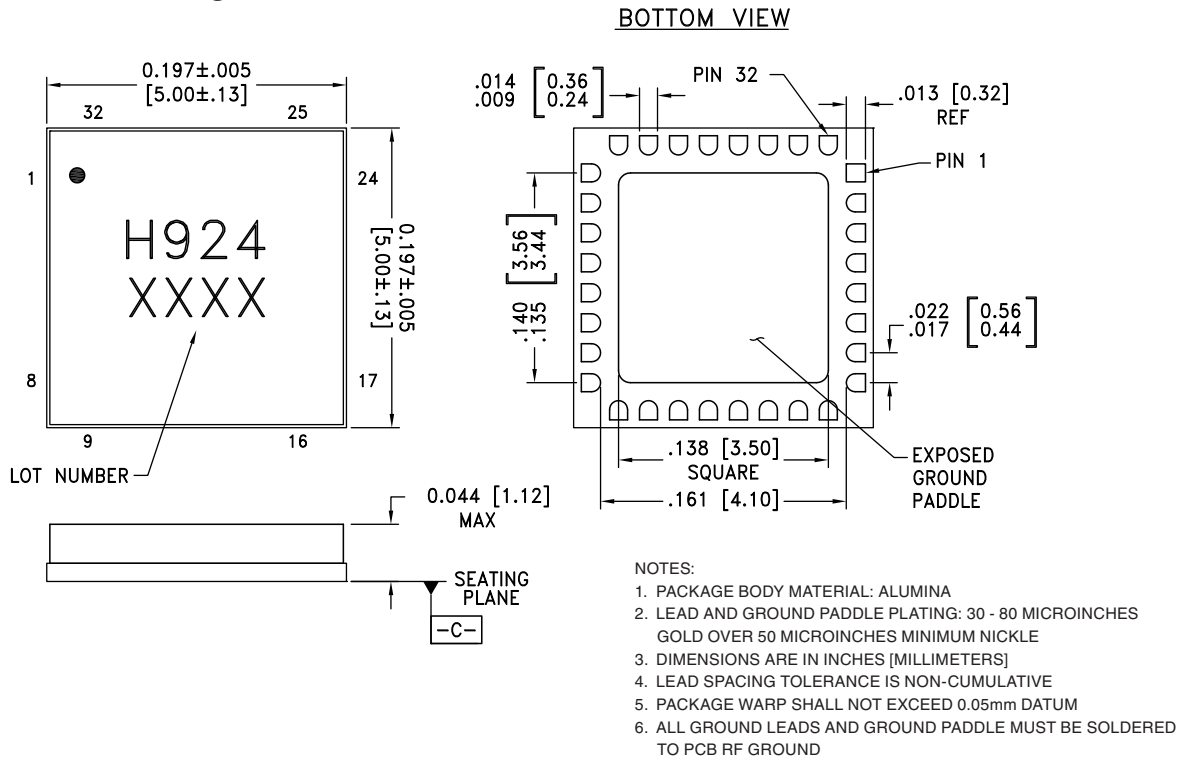 BOTTOM VIEW
0.197±.005
[5.00±.13]
32
25
1
24
H924
XXXX
0.197±.005
[5.00±.13]
8
17
9
16
LOT NUMBER
0.044 [1.12]
MAX
SEATING
PLANE
-C-
.014 [0.36
.009 0.24]
PIN 32
.013 [0.32]
REF
PIN 1
[3.56
3.44]
.140
.135
.022 [0.56
.017 0.44]
.138 [3.50]
SQUARE
.161 [4.10]
EXPOSED
GROUND
PADDLE
NOTES:
1. PACKAGE BODY MATERIAL: ALUMINA
2. LEAD AND GROUND PADDLE PLATING: 30 - 80 MICROINCHES
GOLD OVER 50 MICROINCHES MINIMUM NICKLE
3. DIMENSIONS ARE IN INCHES [MILLIMETERS]
4. LEAD SPACING TOLERANCE IS NON-CUMULATIVE
5. PACKAGE WARP SHALL NOT EXCEED 0.05mm DATUM
6. ALL GROUND LEADS AND GROUND PADDLE MUST BE SOLDERED
TO PCB RF GROUND